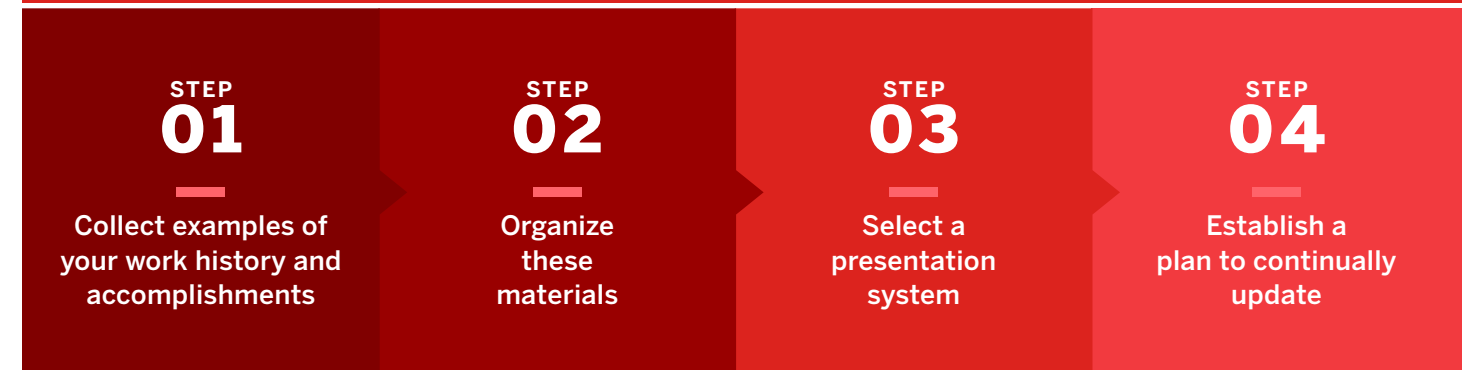 STEP
01
Collect examples of
your work history and
accomplishments
STEP
02
Organize
these
materials
STEP
03
Select a
presentation
system
STEP
04
Establish a
plan to continually
update